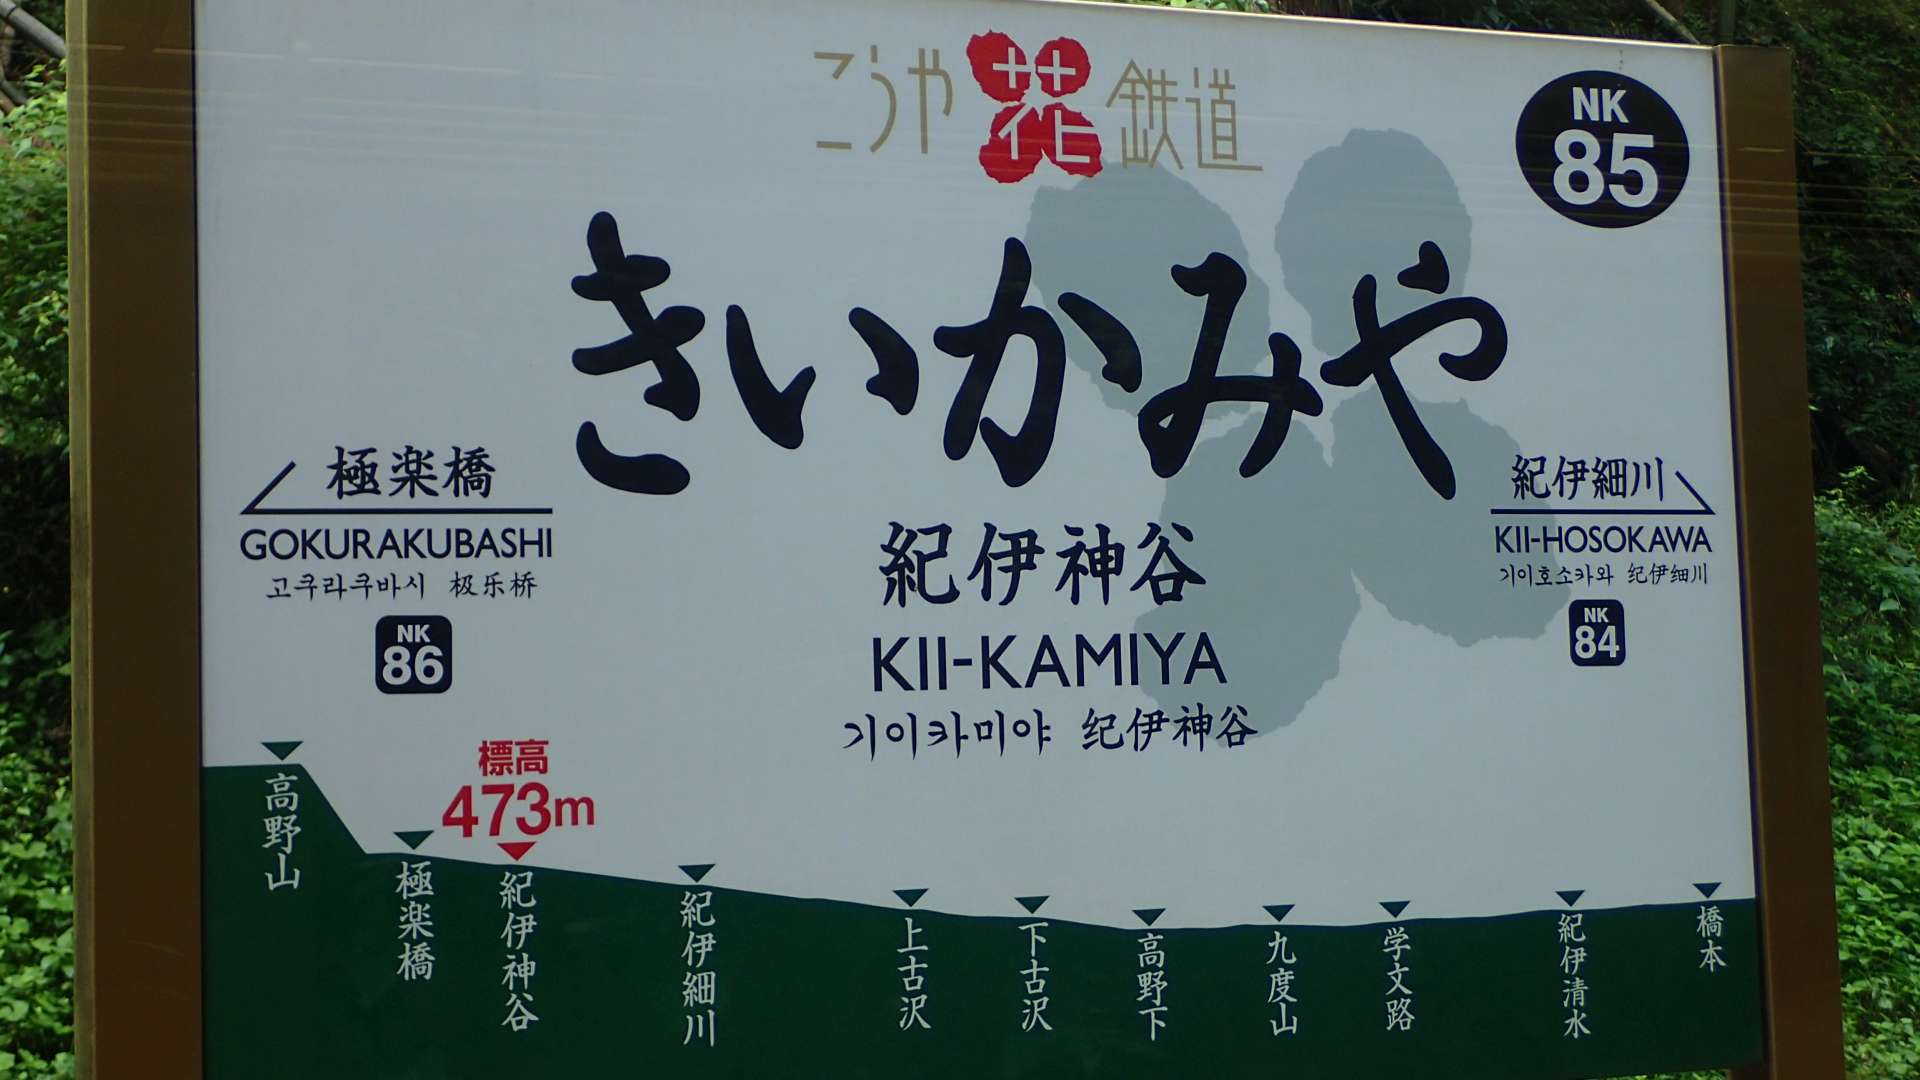 こうや花鉄道
NK
85
きいかみや
極楽橋
GOKURAKUBASHI
고쿠라쿠바시 极乐桥
NK
86
紀伊神谷
KII-KAMIYA
기이카미야 纪伊神谷
紀伊細川
KII-HOSOKAWA
기이호소카와 纪伊细川
NK
84
標高
473m
高野山
極楽橋
紀伊神谷
紀伊細川
上古沢
下古沢
高野下
九度山
学文路
紀伊清水
橋本